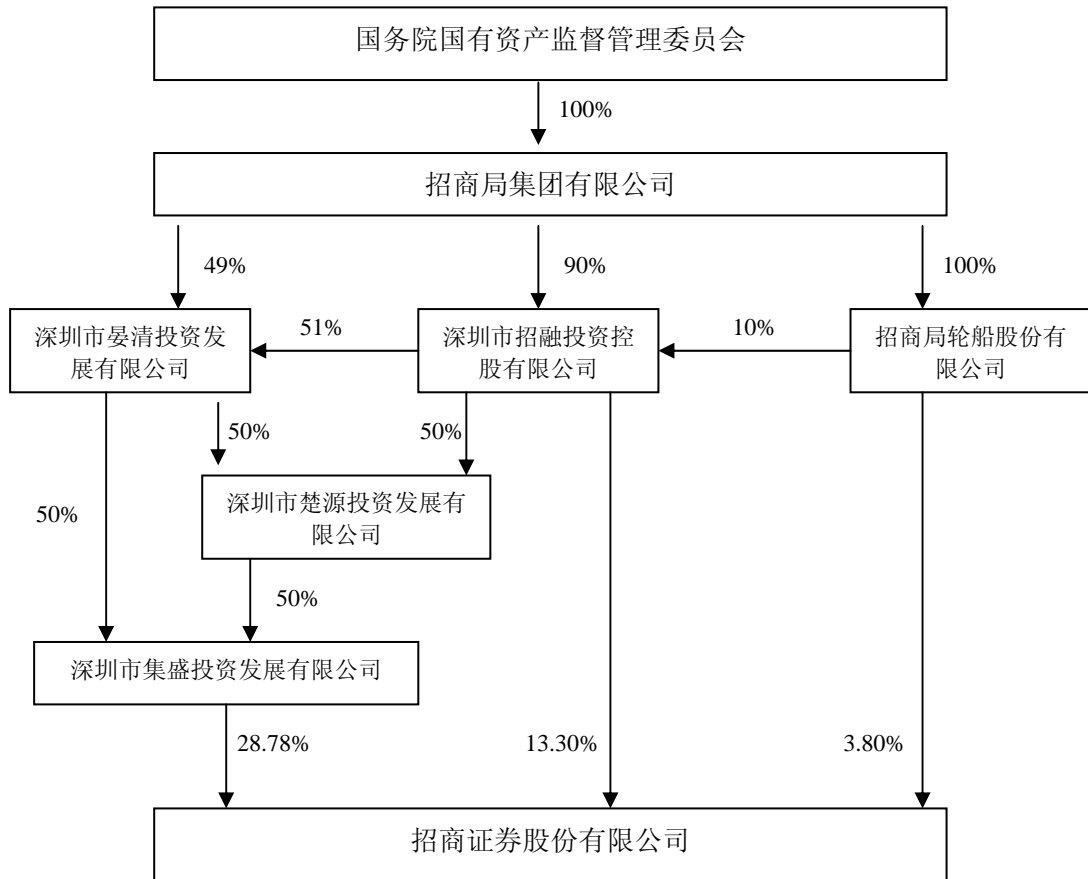 国务院国有资产监督管理委员会
100%
招商局集团有限公司
49%
90%
100%
深圳市晏清投资发
展有限公司
51%
深圳市招融投资控
股有限公司
10%
招商局轮船股份有
限公司
50%
50%
50%
深圳市楚源投资发展有
限公司
50%
深圳市集盛投资发展有限公司
28.78%
13.30%
3.80%
招商证券股份有限公司